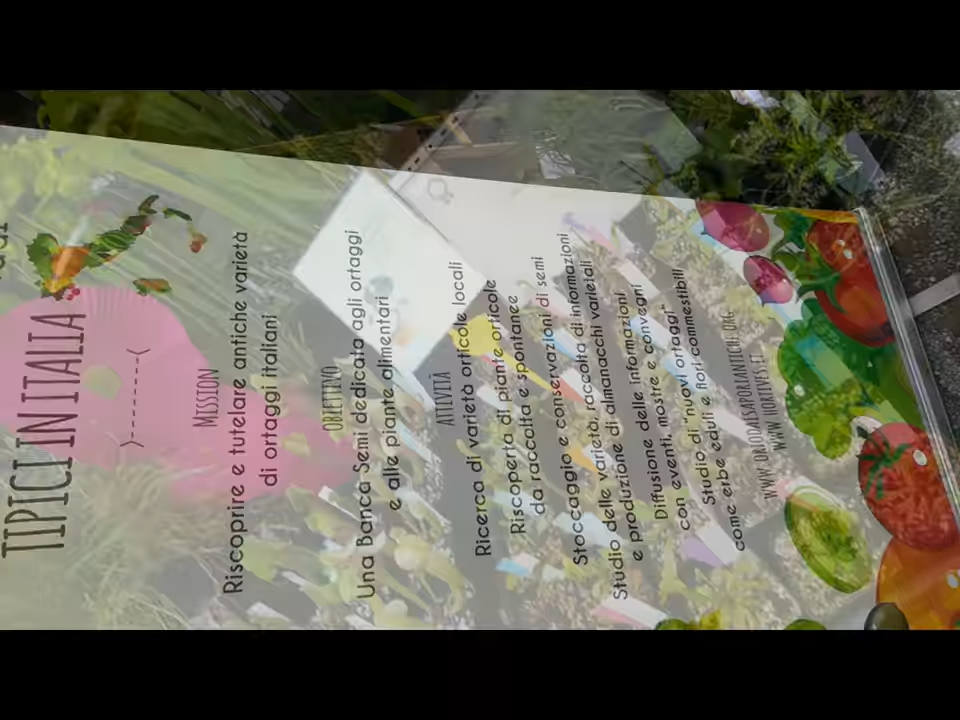 TIPICI IN ITALIA
MISSION
Riscoprire e tutelare antiche varietà
di ortaggi italiani
OBIETTIVO
Una Banca Semi dedicata agli ortaggi
e alle piante alimentari
ATTIVITÀ
Ricerca di varietà orticole locali
Riscoperta di piante orticole
da raccolta e spontanee
Stoccaggio e conservazioni di semi
Studio delle varietà, raccolta di informazioni
e produzione di almanacchi varietali
Diffusione delle informazioni
con eventi, mostre e convegni
Studio di "nuovi ortaggi"
come erbe eduli e fiori commestibili
WWW.ORTODAISAPORIANTICHI.ORG
WWW.HORTIVES.IT